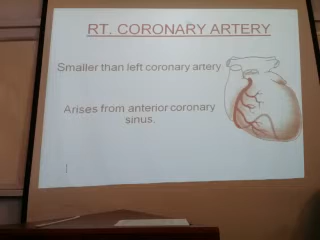 RT. CORONARY ARTERY
Smaller than left coronary artery
Arises from anterior coronary
sinus.